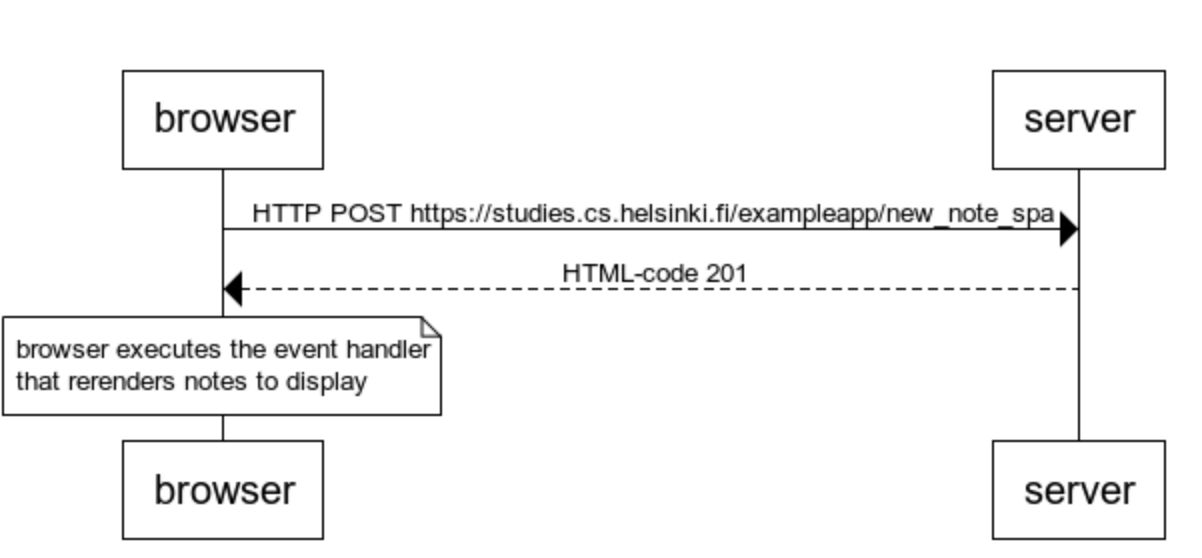 browser
server
HTTP POST https://studies.cs.helsinki.fi/exampleapp/new_note_spa
HTML-code 201
browser executes the event handler
that rerenders notes to display
browser
server